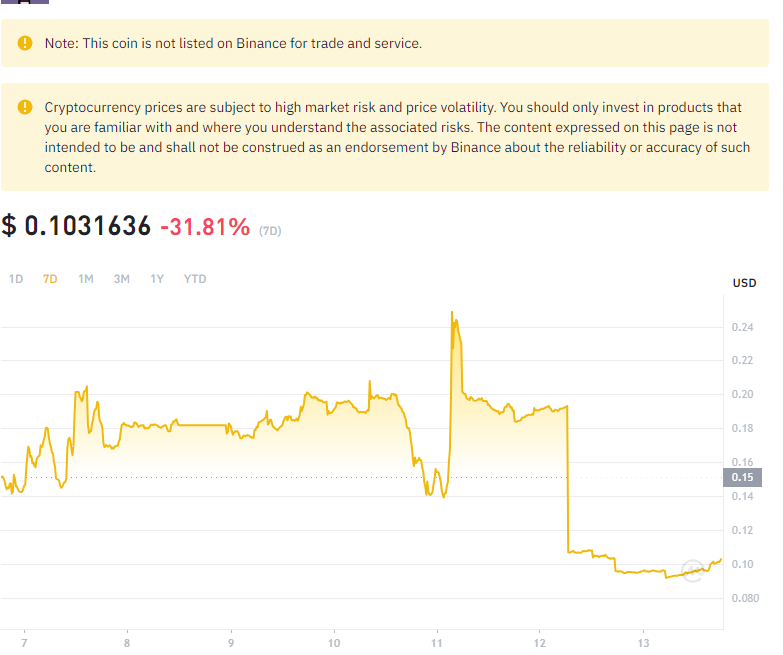 Note: This coin is not listed on Binance for trade and service.
Cryptocurrency prices are subject to high market risk and price volatility. You should only invest in products that
you are familiar with and where you understand the associated risks. The content expressed on this page is not
intended to be and shall not be construed as an endorsement by Binance about the reliability or accuracy of such
content.
$ 0.1031636 -31.81% (7D)
1D 7D 1M 3M 1Y YTD
USD
0.24
0.22
0.20
0.18
0.16
0.15
0.14
0.12
0.10
0.080
7 8 9 10 11 12 13